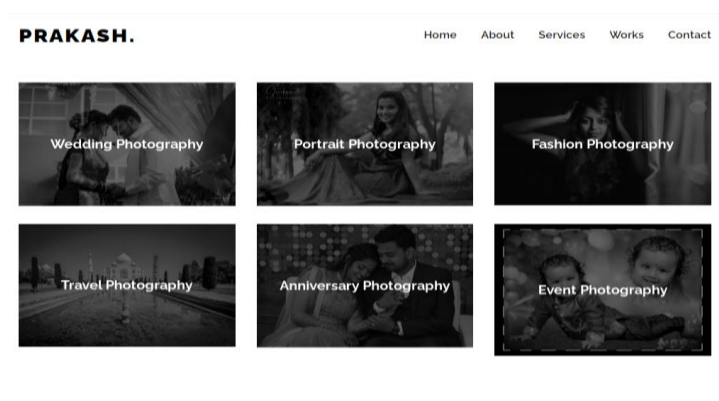 PRAKASH.
Home About Services Works Contact
Wedding Photography
Portrait Photography
Fashion Photography
Travel Photography
Anniversary Photography
Event Photography